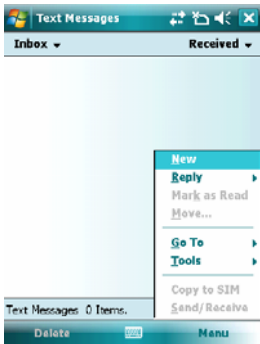 Text Messages
Inbox Received
New
Reply
Mark as Read
Move...
Go To
Tools
Copy to SIM
Send/Receive
Text Messages 0 Items.
Delete Menu